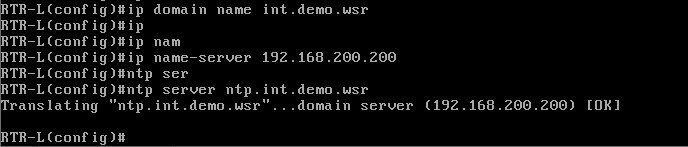 RTR-L(config)#ip domain name int.demo.wsr
RTR-L(config)#ip
RTR-L(config)#ip nam
RTR-L(config)#ip name-server 192.168.200.200
RTR-L(config)#ntp ser
RTR-L(config)#ntp server ntp.int.demo.wsr
Translating "ntp.int.demo.wsr"...domain server (192.168.200.200) [OK]
RTR-L(config)#